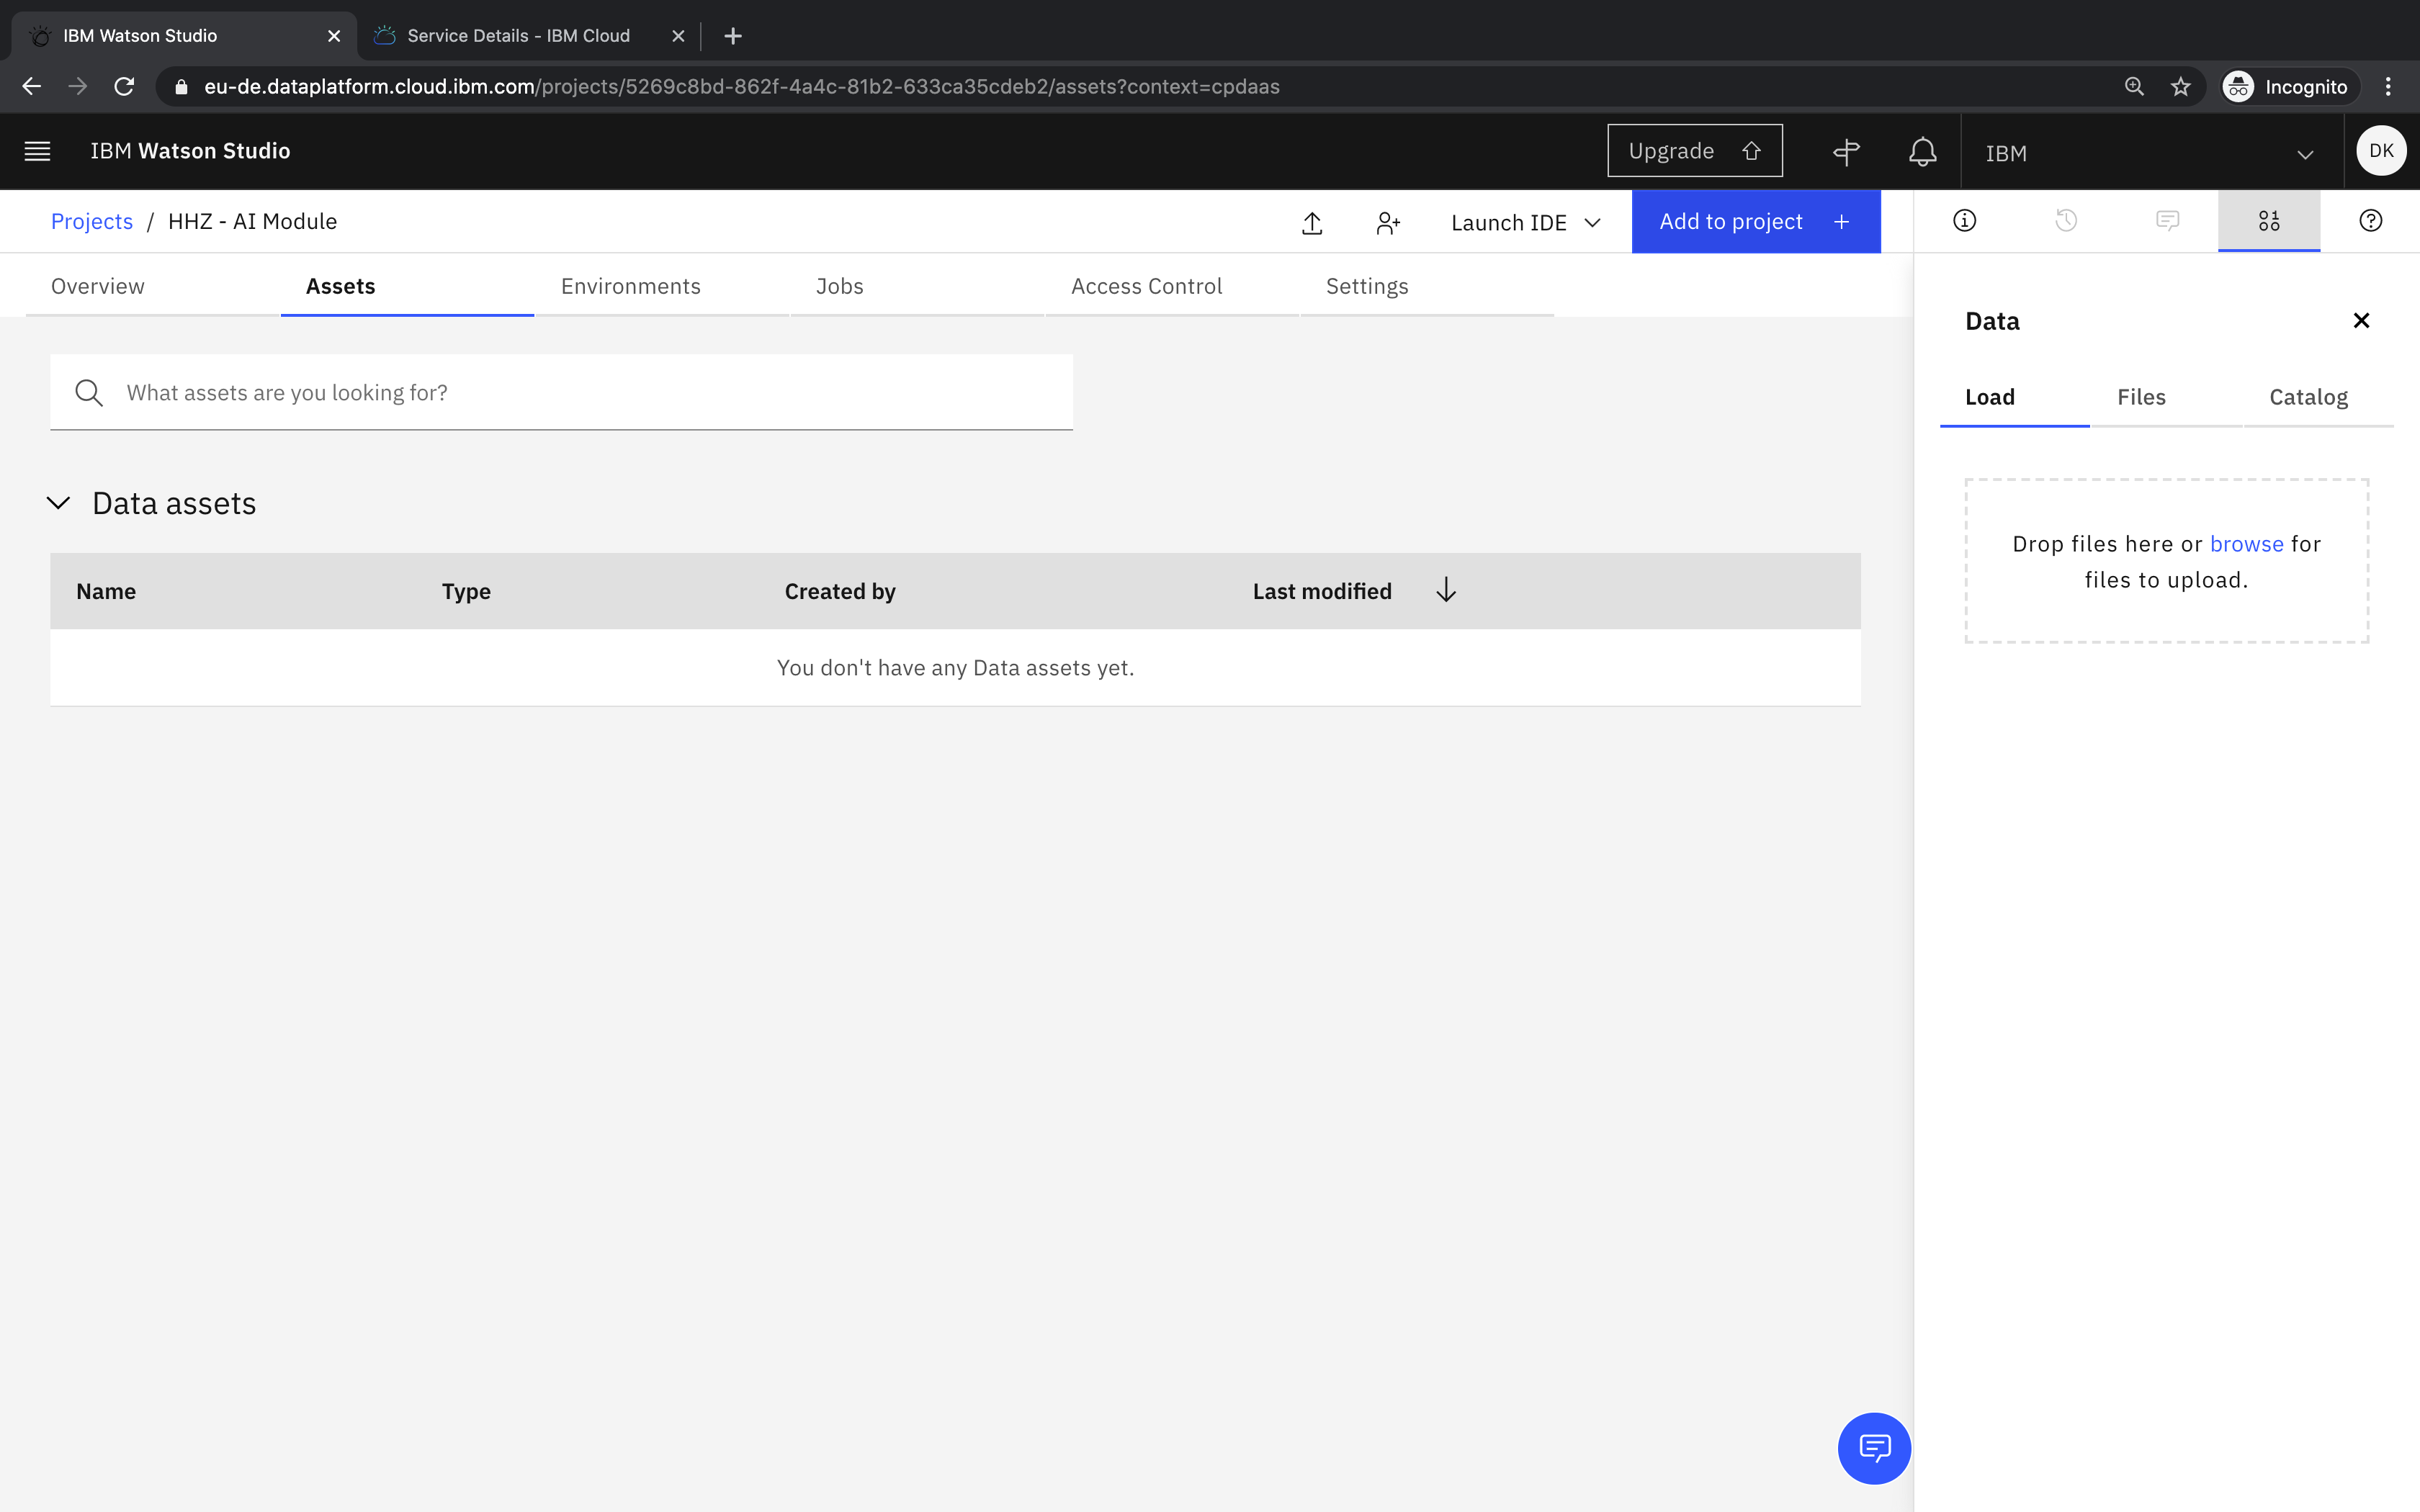 IBM Watson Studio
Service Details - IBM Cloud
eu-de.dataplatform.cloud.ibm.com/projects/5269c8bd-862f-4a4c-81b2-633ca35cdeb2/assets?context=cpdaas
Incognito
IBM Watson Studio
Upgrade
IBM
DK
Projects / HHZ - AI Module
Launch IDE
Add to project +
Overview
Assets
Environments
Jobs
Access Control
Settings
What assets are you looking for?
Data assets
Name
Type
Created by
Last modified
You don't have any Data assets yet.
Data
Load
Files
Catalog
Drop files here or browse for
files to upload.